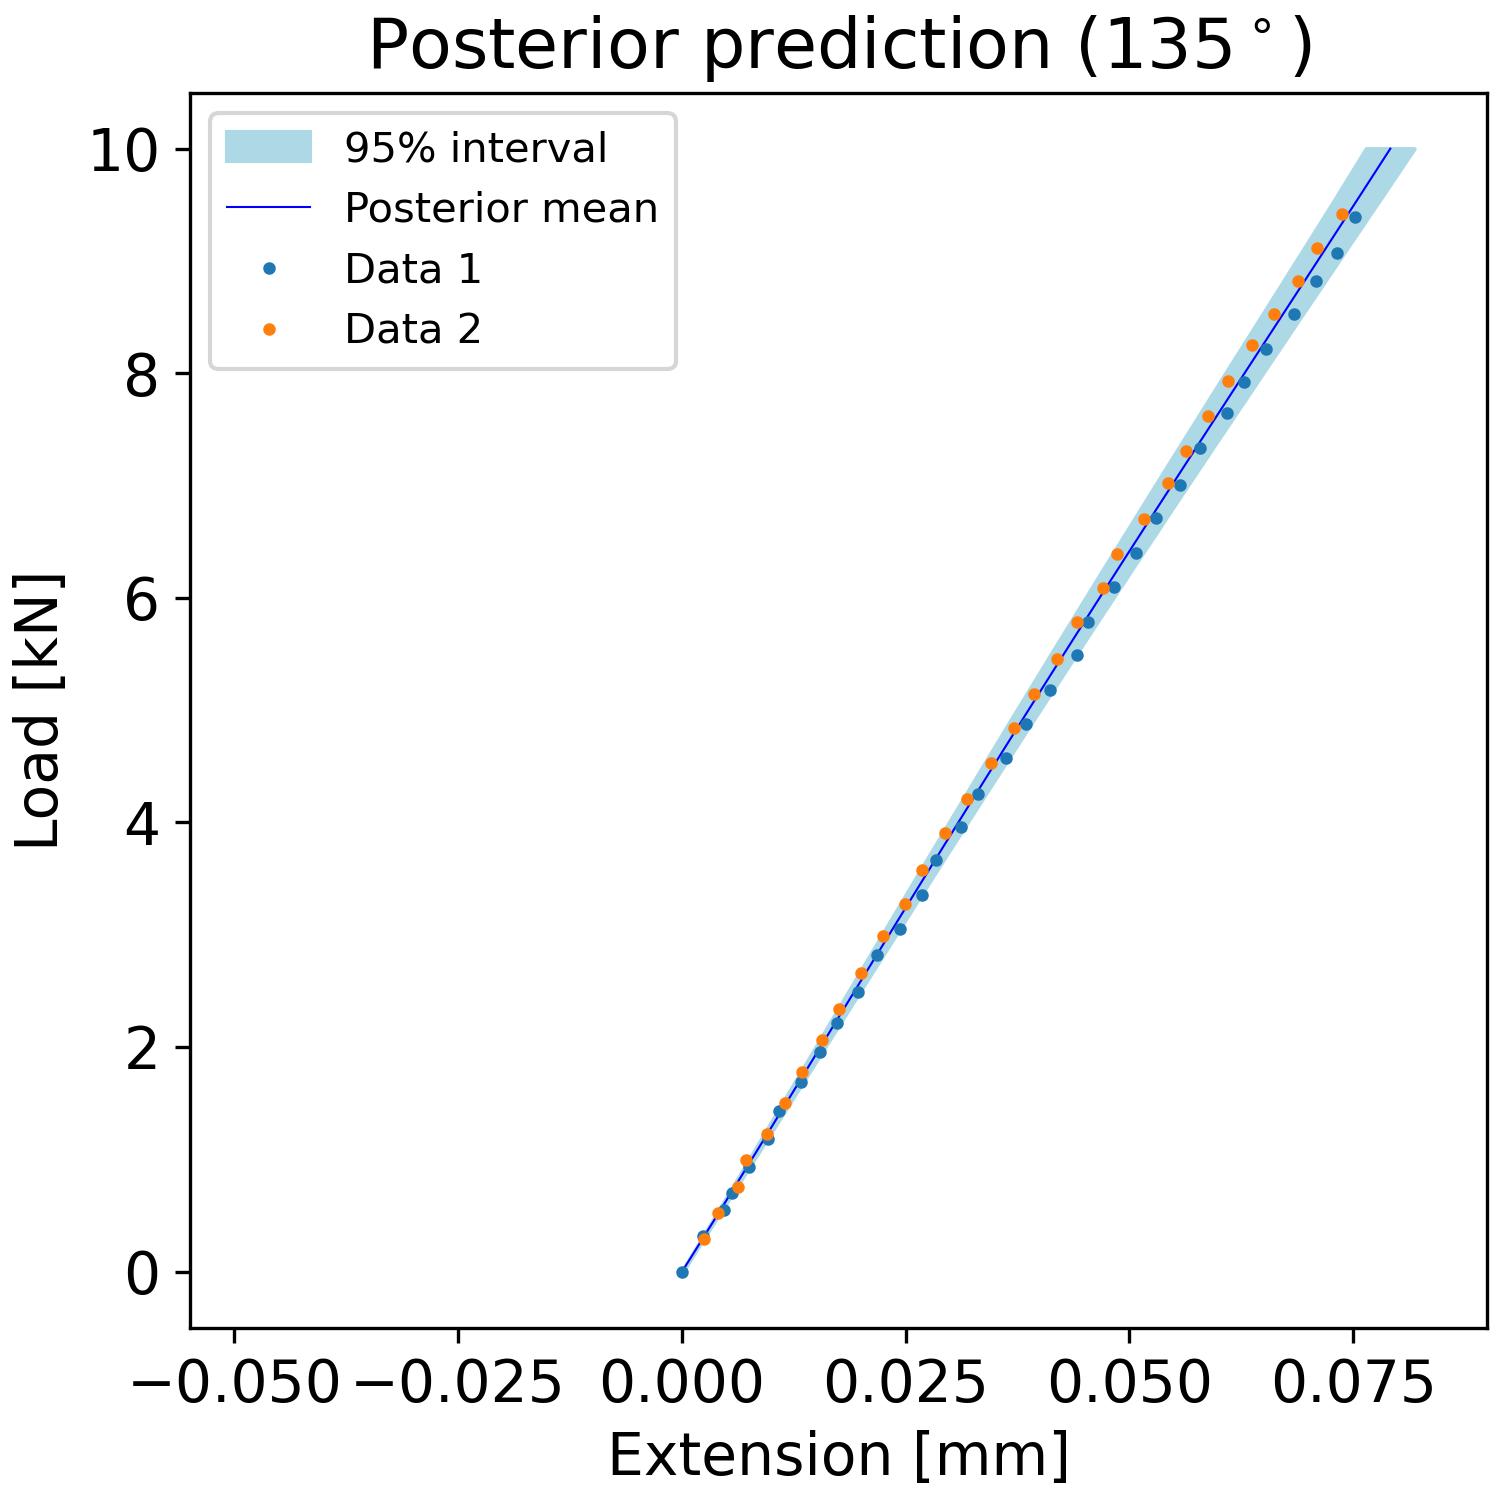 Posterior prediction (135°)
95% interval
Posterior mean
Data 1
Data 2
10
8
6
4
2
0
Load [kN]
−0.050 −0.025 0.000 0.025 0.050 0.075
Extension [mm]